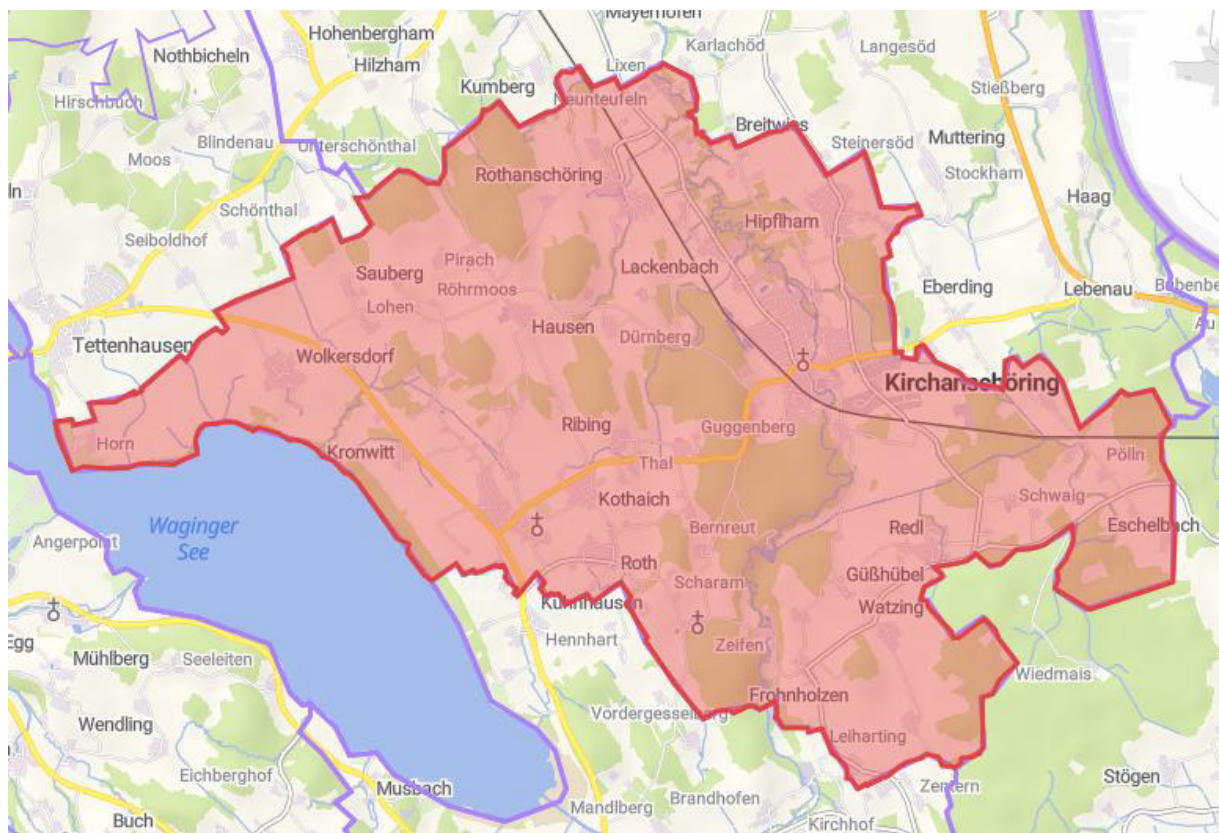 Mayerhofen
Hohenbergham
Karlachöd
Langesöd
Nothbicheln
Hilzham
Lixen
Kumberg
Stießberg
Hirschbuch
Neunteufeln
Breitwies
Blindenau
Unterschönthal
Steinersöd
Muttering
Moos
Stockham
Rothanschöring
Haag
ln
Schönthal
Hipflham
Seiboldhof
Pirach
Lackenbach
Sauberg
Röhrmoos
Eberding
Lebenau
Lohen
Hausen
Dürnberg
Au
Tettenhausen
Wolkersdorf
Kirchanschöring
Ribing
Guggenberg
Horn
Kronwitt
Thal
Pölln
Kothaich
Schwaig
Waginger
See
Bernreut
Redl
Eschelbach
Angerpoint
Roth
Scharam
Güßhübel
Kühnhausen
Watzing
Egg
Hennhart
Zeifen
Mühlberg
Seeleiten
Wiedmais
Frohnholzen
Wendling
Vordergesselberg
Leiharting
Eichberghof
Musbach
Zentern
Stögen
Brandhofen
Mandlberg
Buch
Kirchhof